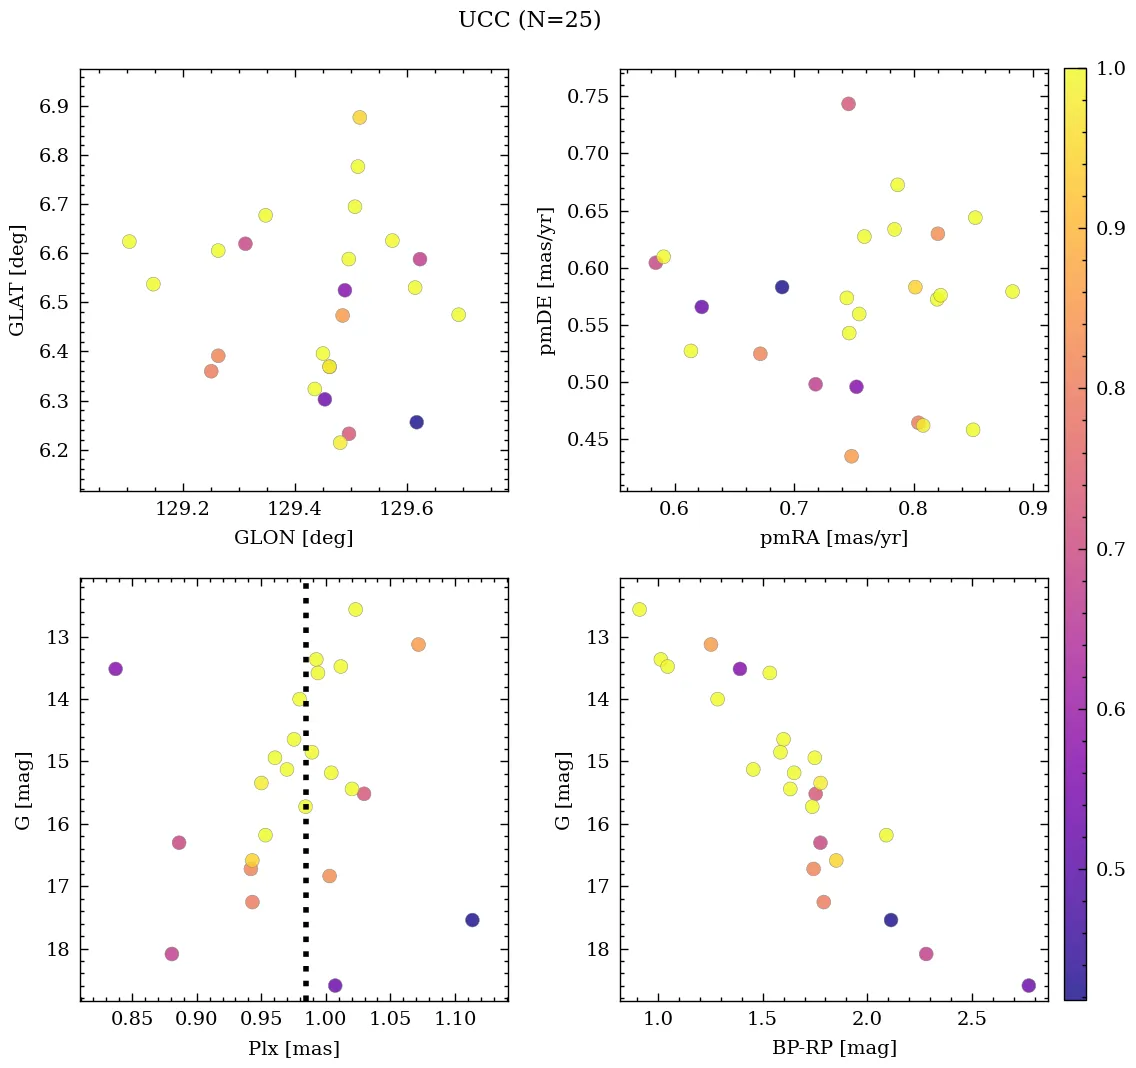 UCC (N=25)
6.9
6.8
6.7
6.6
6.5
6.4
6.3
6.2
GLAT [deg]
129.2 129.4 129.6
GLON [deg]
0.75
0.70
0.65
0.60
0.55
0.50
0.45
pmDE [mas/yr]
0.6 0.7 0.8 0.9
pmRA [mas/yr]
13
14
15
16
17
18
G [mag]
0.85 0.90 0.95 1.00 1.05 1.10
Plx [mas]
13
14
15
16
17
18
G [mag]
1.0 1.5 2.0 2.5
BP-RP [mag]
1.0
0.9
0.8
0.7
0.6
0.5